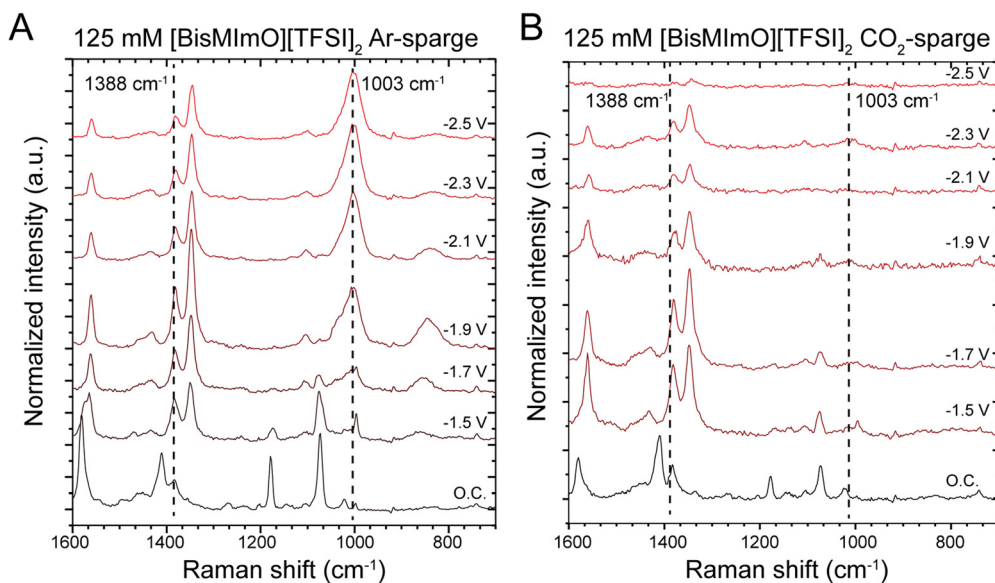 A
125 mM [BisMImO][TFSI]₂ Ar-sparge
1388 cm⁻¹
1003 cm⁻¹
-2.5 V
-2.3 V
-2.1 V
-1.9 V
-1.7 V
-1.5 V
O.C.
Normalized intensity (a.u.)
1600 1400 1200 1000 800
Raman shift (cm⁻¹)
B
125 mM [BisMImO][TFSI]₂ CO₂-sparge
-2.5 V
1388 cm⁻¹
1003 cm⁻¹
-2.3 V
-2.1 V
-1.9 V
-1.7 V
-1.5 V
O.C.
Normalized intensity (a.u.)
1600 1400 1200 1000 800
Raman shift (cm⁻¹)